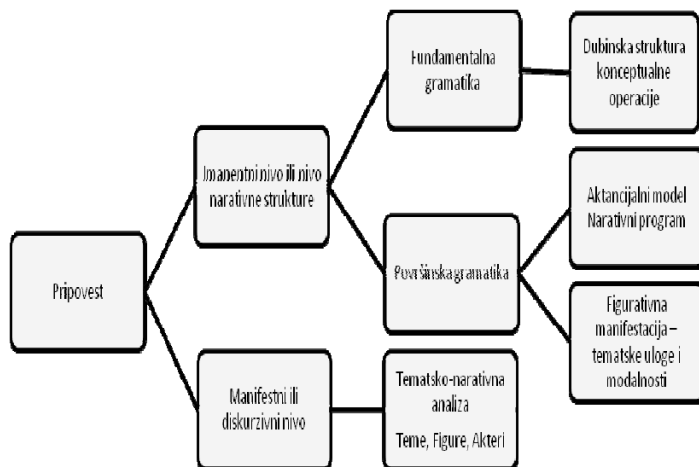 Pripovest
Imanentni nivo ili nivo
narativne strukture
Manifestni ili
diskurzivni nivo
Fundamentalna
gramatika
Površinska gramatika
Tematsko-narativna
analiza
Teme, Figure, Akteri
Dubinska struktura
konceptualne
operacije
Aktancijalni model
Narativni program
Figurativna
manifestacija –
tematske uloge i
modalnosti